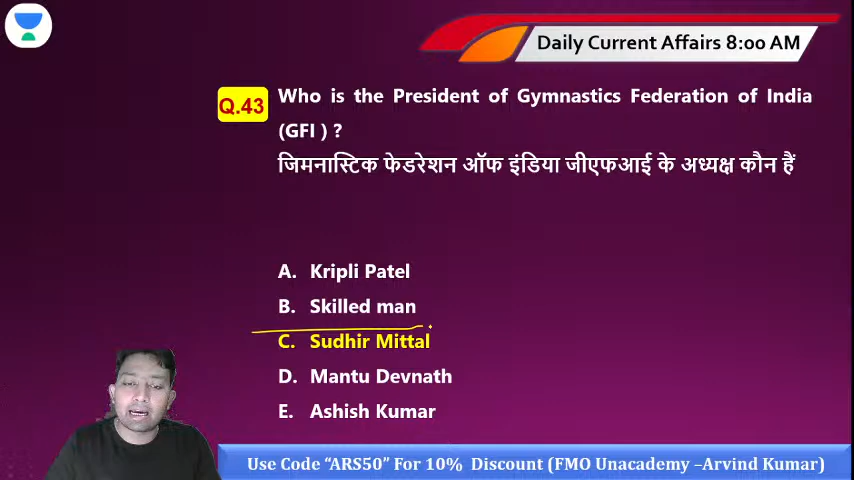 Daily Current Affairs 8:00 AM
Q.43
Who is the President of Gymnastics Federation of India
(GFI ) ?
जिमनास्टिक फेडरेशन ऑफ इंडिया जीएफआई के अध्यक्ष कौन हैं
A. Kripli Patel
B. Skilled man
C. Sudhir Mittal
D. Mantu Devnath
E. Ashish Kumar
Use Code “ARS50” For 10% Discount (FMO Unacademy –Arvind Kumar)